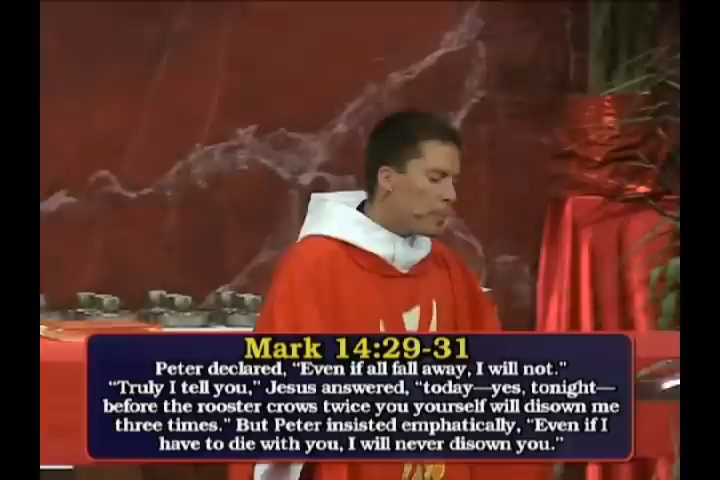 Mark 14:29-31
Peter declared, “Even if all fall away, I will not.”
“Truly I tell you,” Jesus answered, “today—yes, tonight—
before the rooster crows twice you yourself will disown me
three times.” But Peter insisted emphatically, “Even if I
have to die with you, I will never disown you.”